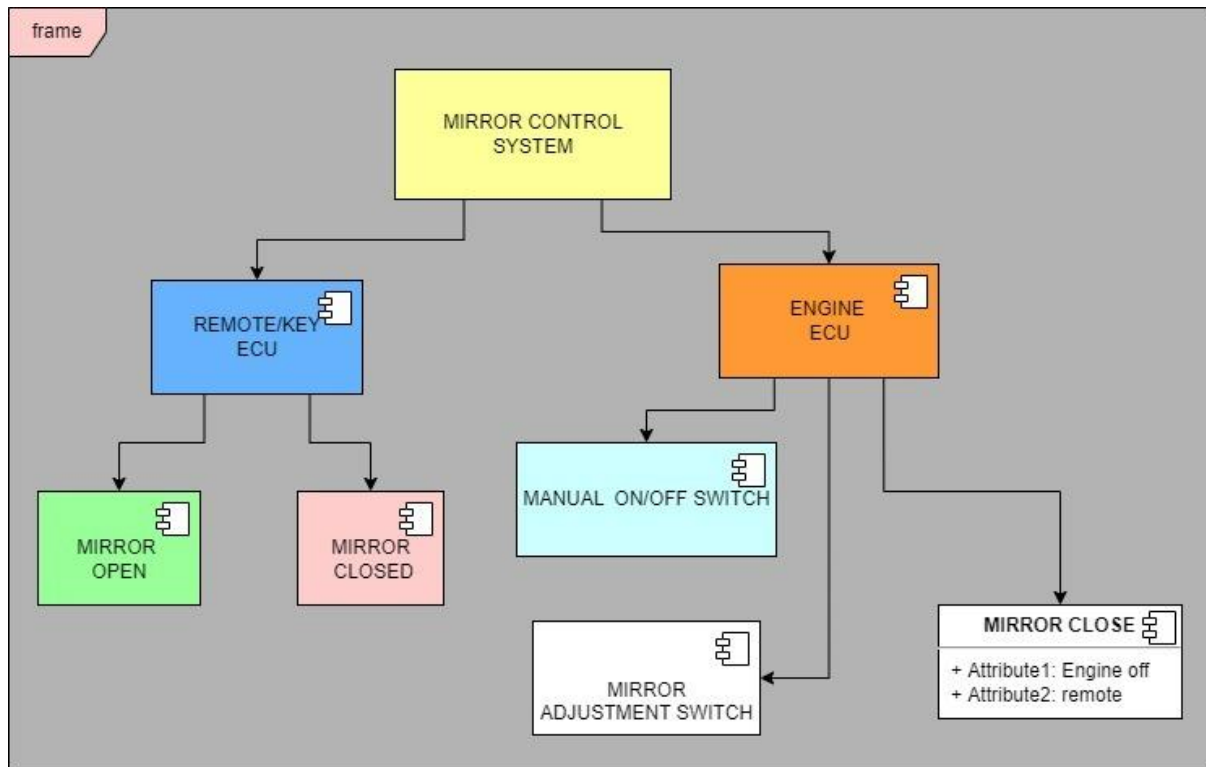 frame
MIRROR CONTROL
SYSTEM
REMOTE/KEY
ECU
ENGINE
ECU
MIRROR
OPEN
MIRROR
CLOSED
MANUAL ON/OFF SWITCH
MIRROR
ADJUSTMENT SWITCH
MIRROR CLOSE
+ Attribute1: Engine off
+ Attribute2: remote